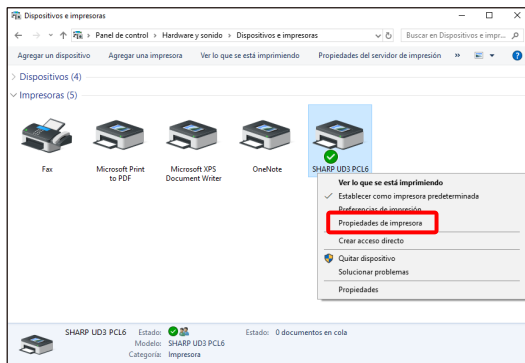 Dispositivos e impresoras
Panel de control > Hardware y sonido > Dispositivos e impresoras
Buscar en Dispositivos e impr...
Agregar un dispositivo Agregar una impresora Ver lo que se está imprimiendo Propiedades del servidor de impresión »
Dispositivos (4)
Impresoras (5)
Fax
Microsoft Print to PDF
Microsoft XPS Document Writer
OneNote
SHARP UD3 PCL6
Ver lo que se está imprimiendo
Establecer como impresora predeterminada
Preferencias de impresión
Propiedades de impresora
Crear acceso directo
Quitar dispositivo
Solucionar problemas
Propiedades
SHARP UD3 PCL6 Estado: Estado: 0 documentos en cola
Modelo: SHARP UD3 PCL6
Categoría: Impresora